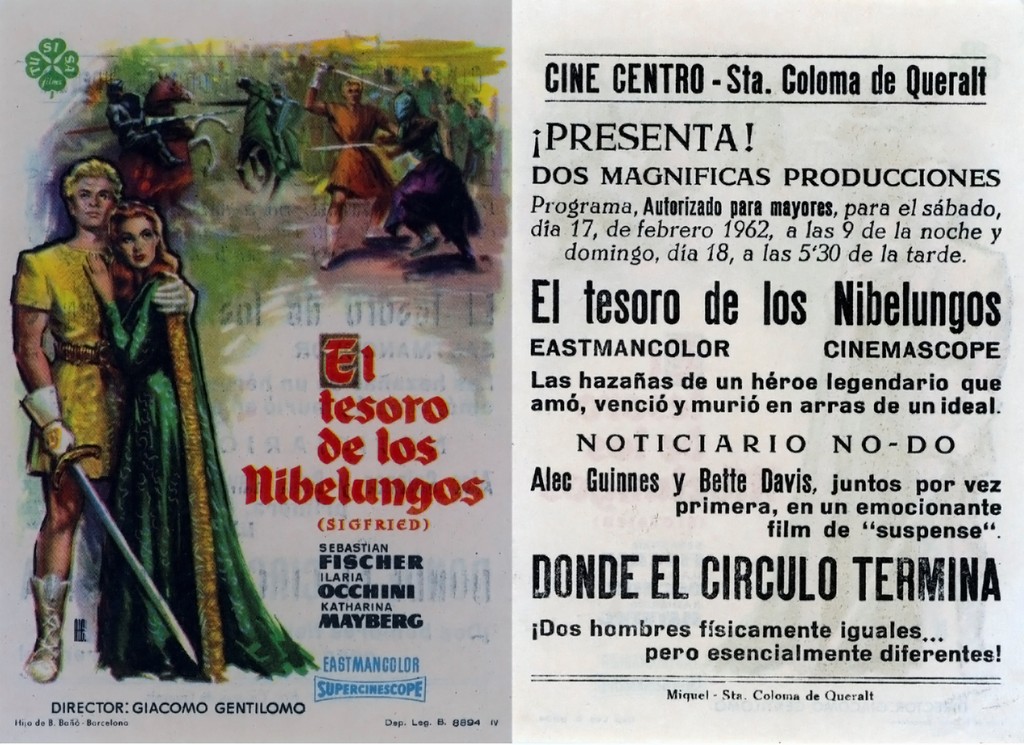 TU SI SA
films
El
tesoro
de los
Nibelungos
(SIGFRIED)
SEBASTIAN
FISCHER
ILARIA
OCCHINI
KATHARINA
MAYBERG
EASTMANCOLOR
SUPERCINESCOPE
DIRECTOR: GIACOMO GENTILOMO
Hijo de B. Bañó - Barcelona
Dep. Leg. B. 8894 IV
CINE CENTRO - Sta. Coloma de Queralt
¡PRESENTA!
DOS MAGNIFICAS PRODUCCIONES
Programa, Autorizado para mayores, para el sábado,
día 17, de febrero 1962, a las 9 de la noche y
domingo, día 18, a las 5'30 de la tarde.
El tesoro de los Nibelungos
EASTMANCOLOR CINEMASCOPE
Las hazañas de un héroe legendario que
amó, venció y murió en arras de un ideal.
NOTICIARIO NO-DO
Alec Guinnes y Bette Davis, juntos por vez
primera, en un emocionante
film de “suspense“.
DONDE EL CIRCULO TERMINA
¡Dos hombres físicamente iguales...
pero esencialmente diferentes!
Miquel - Sta. Coloma de Queralt